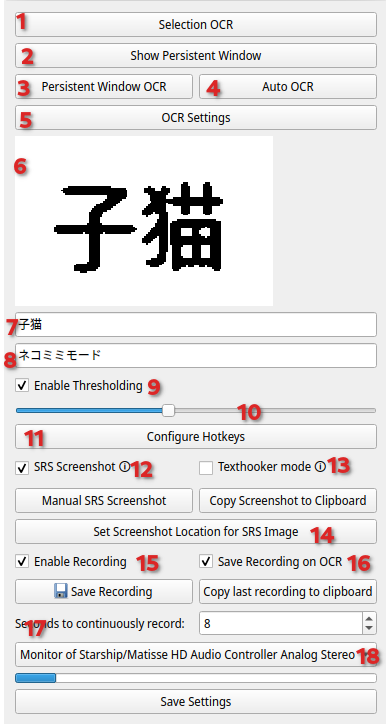 1 Selection OCR
2 Show Persistent Window
3 Persistent Window OCR 4 Auto OCR
5 OCR Settings
6 子猫
7 子猫
8 ネコミミモード
Enable Thresholding 9
10
11 Configure Hotkeys
SRS Screenshot 12 Texthooker mode 13
Manual SRS Screenshot Copy Screenshot to Clipboard
Set Screenshot Location for SRS Image 14
Enable Recording 15 Save Recording on OCR 16
Save Recording Copy last recording to clipboard
17 Seconds to continuously record: 8
Monitor of Starship/Matisse HD Audio Controller Analog Stereo 18
Save Settings